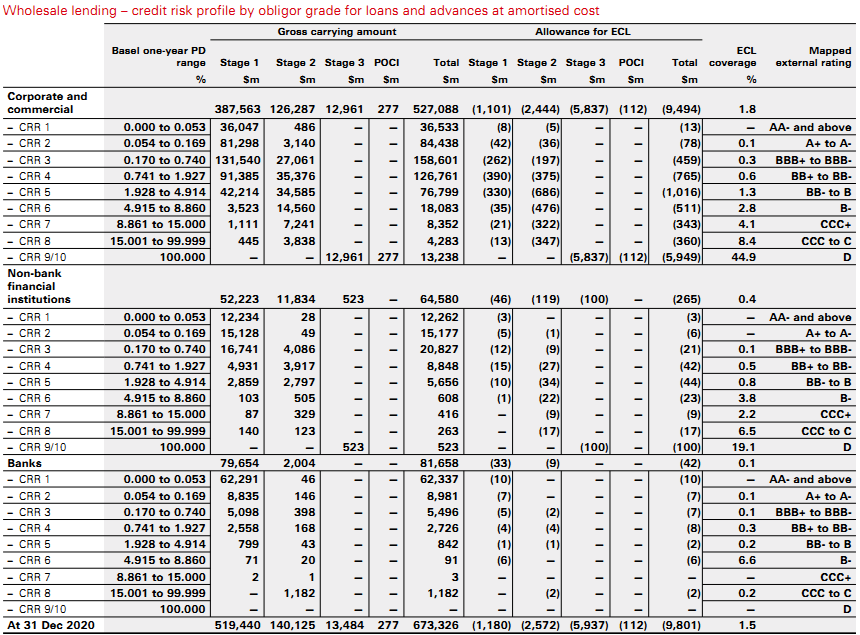 Wholesale lending – credit risk profile by obligor grade for loans and advances at amortised cost
Gross carrying amount Allowance for ECL
Basel one-year PD range Stage 1 Stage 2 Stage 3 POCI Total Stage 1 Stage 2 Stage 3 POCI Total ECL coverage Mapped external rating
% $m $m $m $m $m $m $m $m $m $m %
Corporate and
commercial 387,563 126,287 12,961 277 527,088 (1,101) (2,444) (5,837) (112) (9,494) 1.8
– CRR 1 0.000 to 0.053 36,047 486 – – 36,533 (8) (5) – – (13) – AA- and above
– CRR 2 0.054 to 0.169 81,298 3,140 – – 84,438 (42) (36) – – (78) 0.1 A+ to A-
– CRR 3 0.170 to 0.740 131,540 27,061 – – 158,601 (262) (197) – – (459) 0.3 BBB+ to BBB-
– CRR 4 0.741 to 1.927 91,385 35,376 – – 126,761 (390) (375) – – (765) 0.6 BB+ to BB-
– CRR 5 1.928 to 4.914 42,214 34,585 – – 76,799 (330) (686) – – (1,016) 1.3 BB- to B
– CRR 6 4.915 to 8.860 3,523 14,560 – – 18,083 (35) (476) – – (511) 2.8 B-
– CRR 7 8.861 to 15.000 1,111 7,241 – – 8,352 (21) (322) – – (343) 4.1 CCC+
– CRR 8 15.001 to 99.999 445 3,838 – – 4,283 (13) (347) – – (360) 8.4 CCC to C
– CRR 9/10 100.000 – – 12,961 277 13,238 – – (5,837) (112) (5,949) 44.9 D
Non-bank
financial
institutions 52,223 11,834 523 – 64,580 (46) (119) (100) – (265) 0.4
– CRR 1 0.000 to 0.053 12,234 28 – – 12,262 (3) – – – (3) – AA- and above
– CRR 2 0.054 to 0.169 15,128 49 – – 15,177 (5) (1) – – (6) – A+ to A-
– CRR 3 0.170 to 0.740 16,741 4,086 – – 20,827 (12) (9) – – (21) 0.1 BBB+ to BBB-
– CRR 4 0.741 to 1.927 4,931 3,917 – – 8,848 (15) (27) – – (42) 0.5 BB+ to BB-
– CRR 5 1.928 to 4.914 2,859 2,797 – – 5,656 (10) (34) – – (44) 0.8 BB- to B
– CRR 6 4.915 to 8.860 103 505 – – 608 (1) (22) – – (23) 3.8 B-
– CRR 7 8.861 to 15.000 87 329 – – 416 – (9) – – (9) 2.2 CCC+
– CRR 8 15.001 to 99.999 140 123 – – 263 – (17) – – (17) 6.5 CCC to C
– CRR 9/10 100.000 – – 523 – 523 – – (100) – (100) 19.1 D
Banks 79,654 2,004 – – 81,658 (33) (9) – – (42) 0.1
– CRR 1 0.000 to 0.053 62,291 46 – – 62,337 (10) – – – (10) – AA- and above
– CRR 2 0.054 to 0.169 8,835 146 – – 8,981 (7) – – – (7) 0.1 A+ to A-
– CRR 3 0.170 to 0.740 5,098 398 – – 5,496 (5) (2) – – (7) 0.1 BBB+ to BBB-
– CRR 4 0.741 to 1.927 2,558 168 – – 2,726 (4) (4) – – (8) 0.3 BB+ to BB-
– CRR 5 1.928 to 4.914 799 43 – – 842 (1) (1) – – (2) 0.2 BB- to B
– CRR 6 4.915 to 8.860 71 20 – – 91 (6) – – – (6) 6.6 B-
– CRR 7 8.861 to 15.000 2 1 – – 3 – – – – – – CCC+
– CRR 8 15.001 to 99.999 – 1,182 – – 1,182 – (2) – – (2) 0.2 CCC to C
– CRR 9/10 100.000 – – – – – – – – – – – D
At 31 Dec 2020 519,440 140,125 13,484 277 673,326 (1,180) (2,572) (5,937) (112) (9,801) 1.5